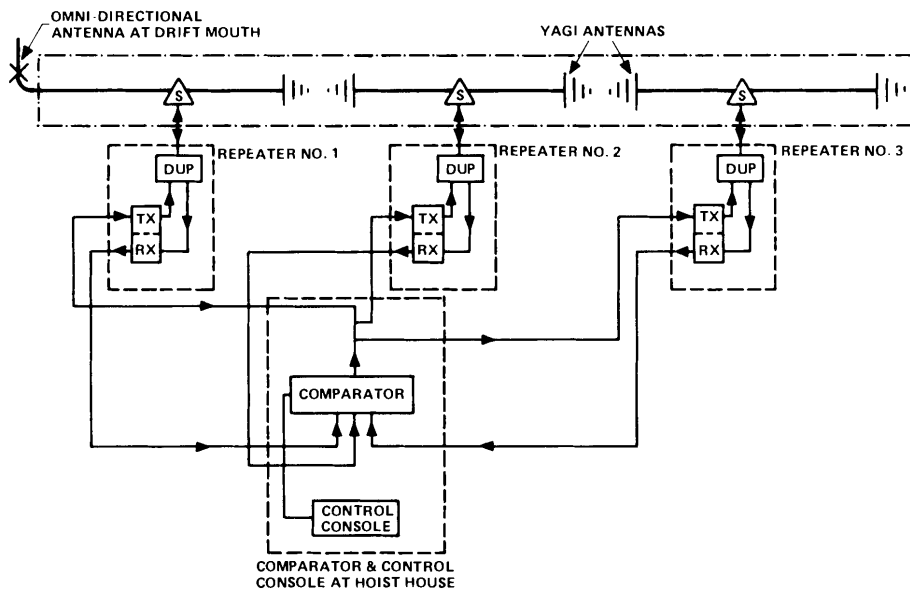 OMNI-DIRECTIONAL
ANTENNA AT DRIFT MOUTH
YAGI ANTENNAS
S
S
S
REPEATER NO. 1
REPEATER NO. 2
REPEATER NO. 3
DUP
DUP
DUP
TX
TX
TX
RX
RX
RX
COMPARATOR
CONTROL
CONSOLE
COMPARATOR & CONTROL
CONSOLE AT HOIST HOUSE